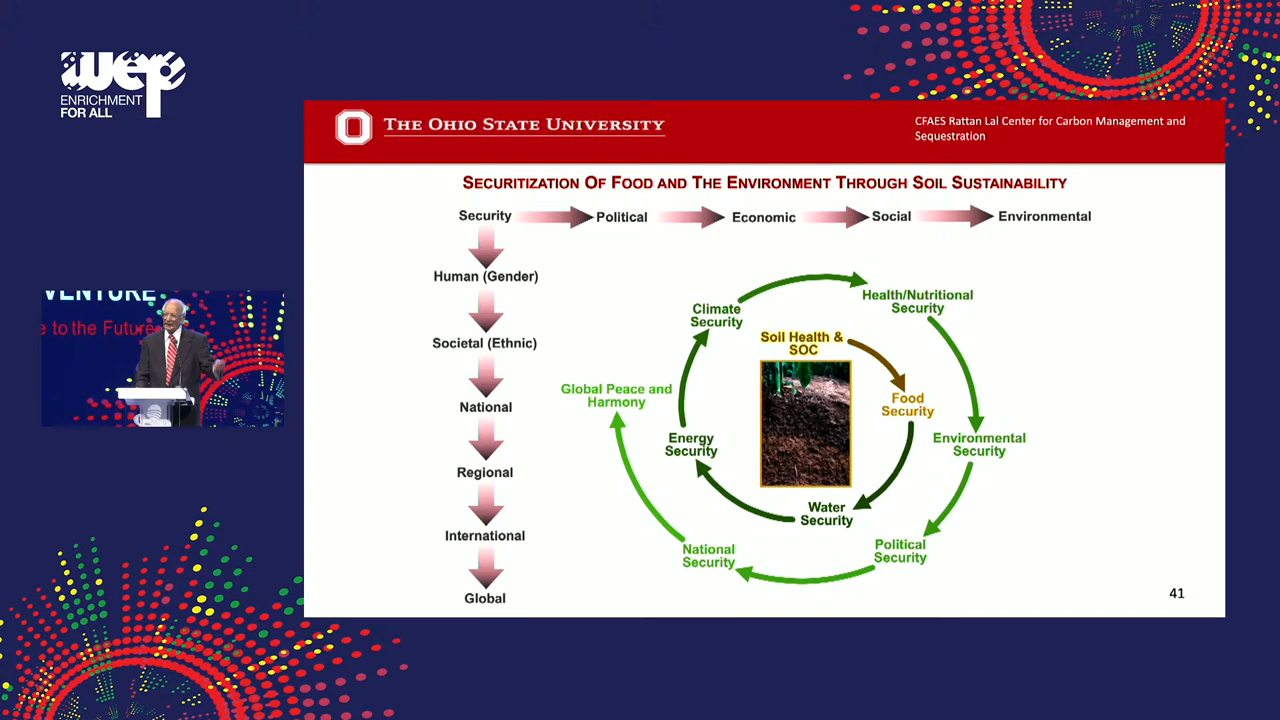 wep
ENRICHMENT
FOR ALL
THE OHIO STATE UNIVERSITY
CFAES Rattan Lal Center for Carbon Management and
Sequestration
SECURITIZATION OF FOOD AND THE ENVIRONMENT THROUGH SOIL SUSTAINABILITY
Security
Political
Economic
Social
Environmental
Human (Gender)
Societal (Ethnic)
National
Regional
International
Global
Soil Health &
SOC
Food
Security
Water
Security
Energy
Security
Climate
Security
Health/Nutritional
Security
Environmental
Security
Political
Security
National
Security
Global Peace and
Harmony
41
VENTURE
e to the Future